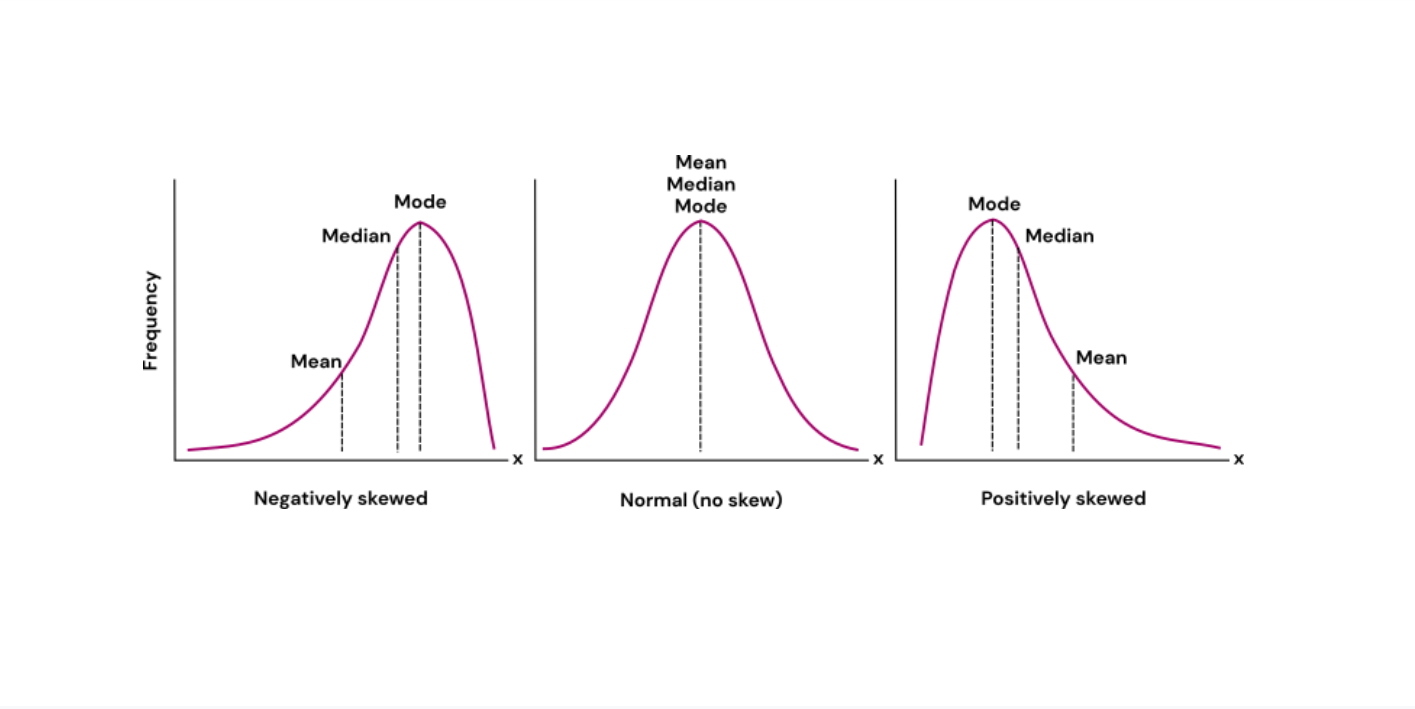 Frequency
Mode
Median
Mean
x
Negatively skewed
Mean
Median
Mode
x
Normal (no skew)
Mode
Median
Mean
x
Positively skewed